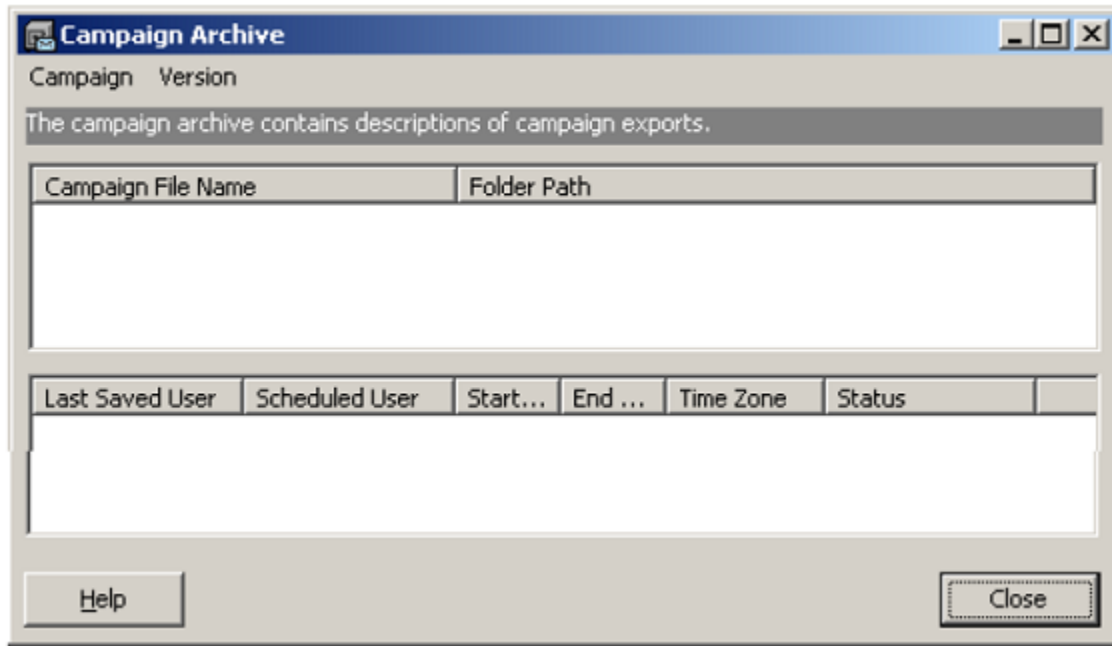 Campaign Archive
Campaign Version
The campaign archive contains descriptions of campaign exports.
Campaign File Name Folder Path
Last Saved User Scheduled User Start... End ... Time Zone Status
Help Close